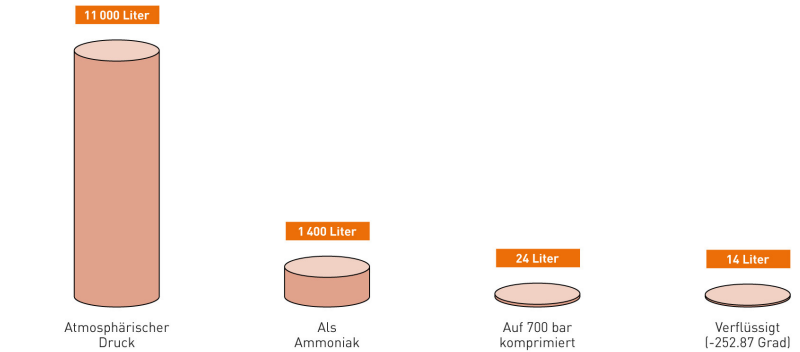 11 000 Liter
1 400 Liter
24 Liter
14 Liter
Atmosphärischer
Druck
Als
Ammoniak
Auf 700 bar
komprimiert
Verflüssigt
(-252.87 Grad)